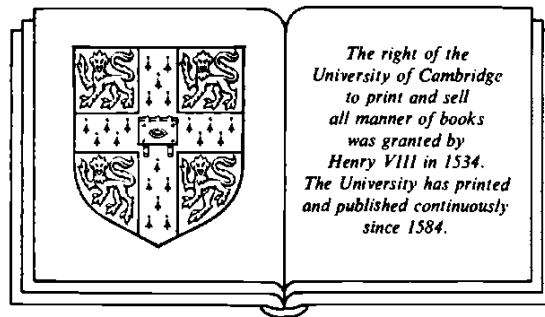 The right of the
University of Cambridge
to print and sell
all manner of books
was granted by
Henry VIII in 1534.
The University has printed
and published continuously
since 1584.